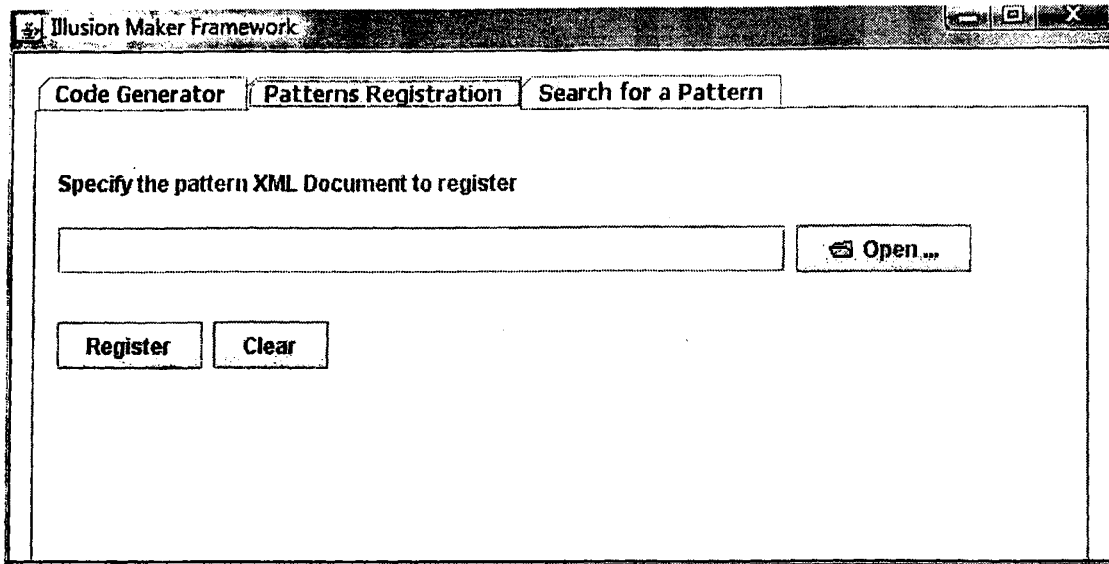 Illusion Maker Framework
Code Generator Patterns Registration Search for a Pattern
Specify the pattern XML Document to register
Open ...
Register Clear